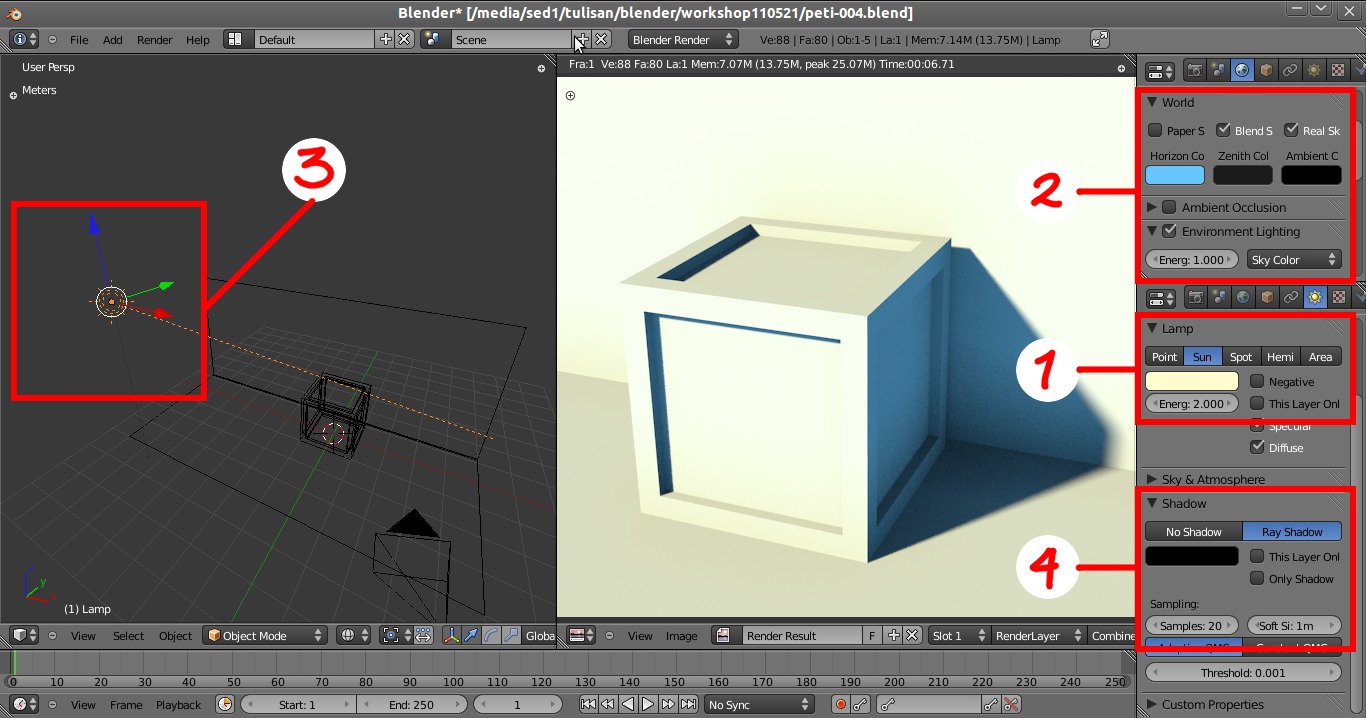 Blender* [/media/sed1/tulisan/blender/workshop110521/peti-004.blend]
File Add Render Help Default Scene Blender Render Ve:88 | Fa:80 | Ob:1-5 | La:1 | Mem:7.14M (13.75M) | Lamp
User Persp
Meters
3
z
y
x
(1) Lamp
View Select Object Object Mode Globa
Fra:1 Ve:88 Fa:80 La:1 Mem:7.07M (13.75M, peak 25.07M) Time:00:06.71
2
1
4
View Image Render Result F Slot 1 RenderLayer Combine
World
Paper S Blend S Real Sk
Horizon Co Zenith Col Ambient C
Ambient Occlusion
Environment Lighting
Energ: 1.000 Sky Color
Lamp
Point Sun Spot Hemi Area
Negative
Energ: 2.000 This Layer Onl
Specular
Diffuse
Sky & Atmosphere
Shadow
No Shadow Ray Shadow
This Layer Onl
Only Shadow
Sampling:
Samples: 20 Soft Si: 1m
Adaptive QMC Constant QMC
Threshold: 0.001
Custom Properties
0 10 20 30 40 50 60 70 80 90 100 110 120 130 140 150 160 170 180 190 200 210 220 230 240 250
View Frame Playback Start: 1 End: 250 1 No Sync